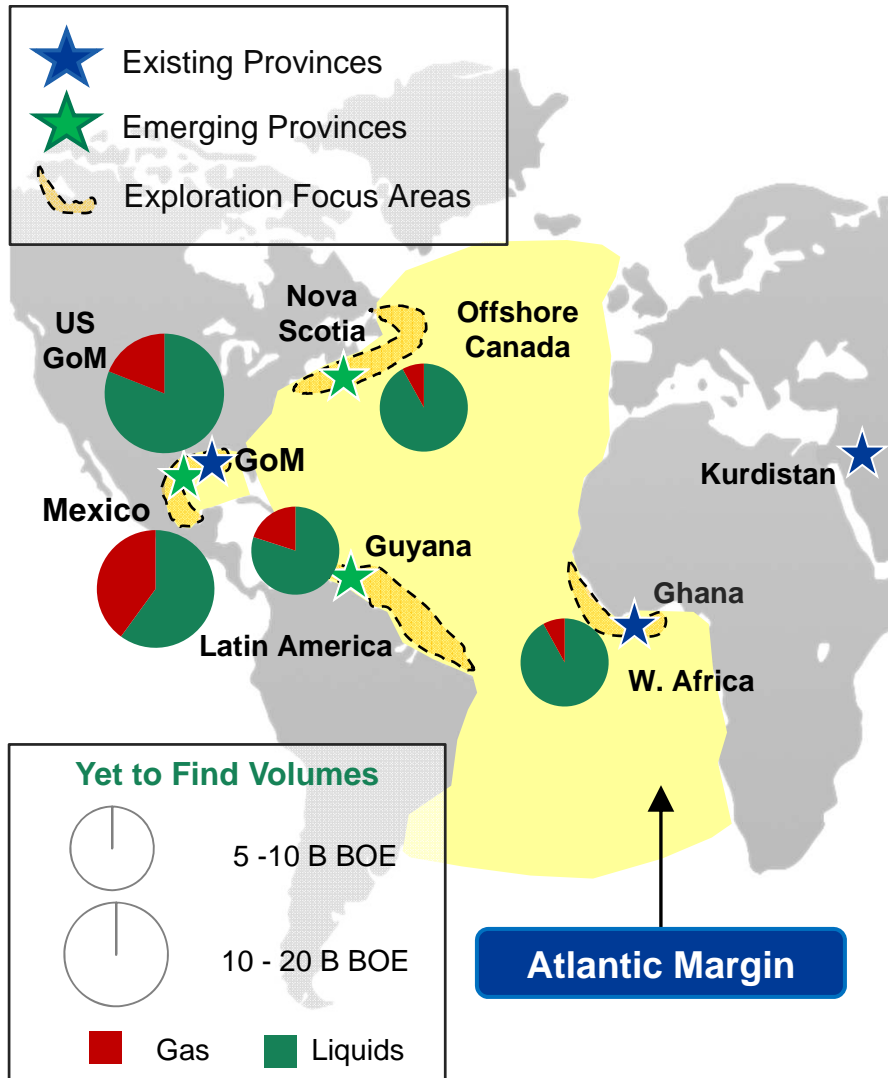 Existing Provinces
Emerging Provinces
Exploration Focus Areas
Nova
Scotia
Offshore
Canada
US
GoM
GoM
Kurdistan
Mexico
Guyana
Ghana
Latin America
W. Africa
Yet to Find Volumes
5 -10 B BOE
10 - 20 B BOE
Gas
Liquids
Atlantic Margin